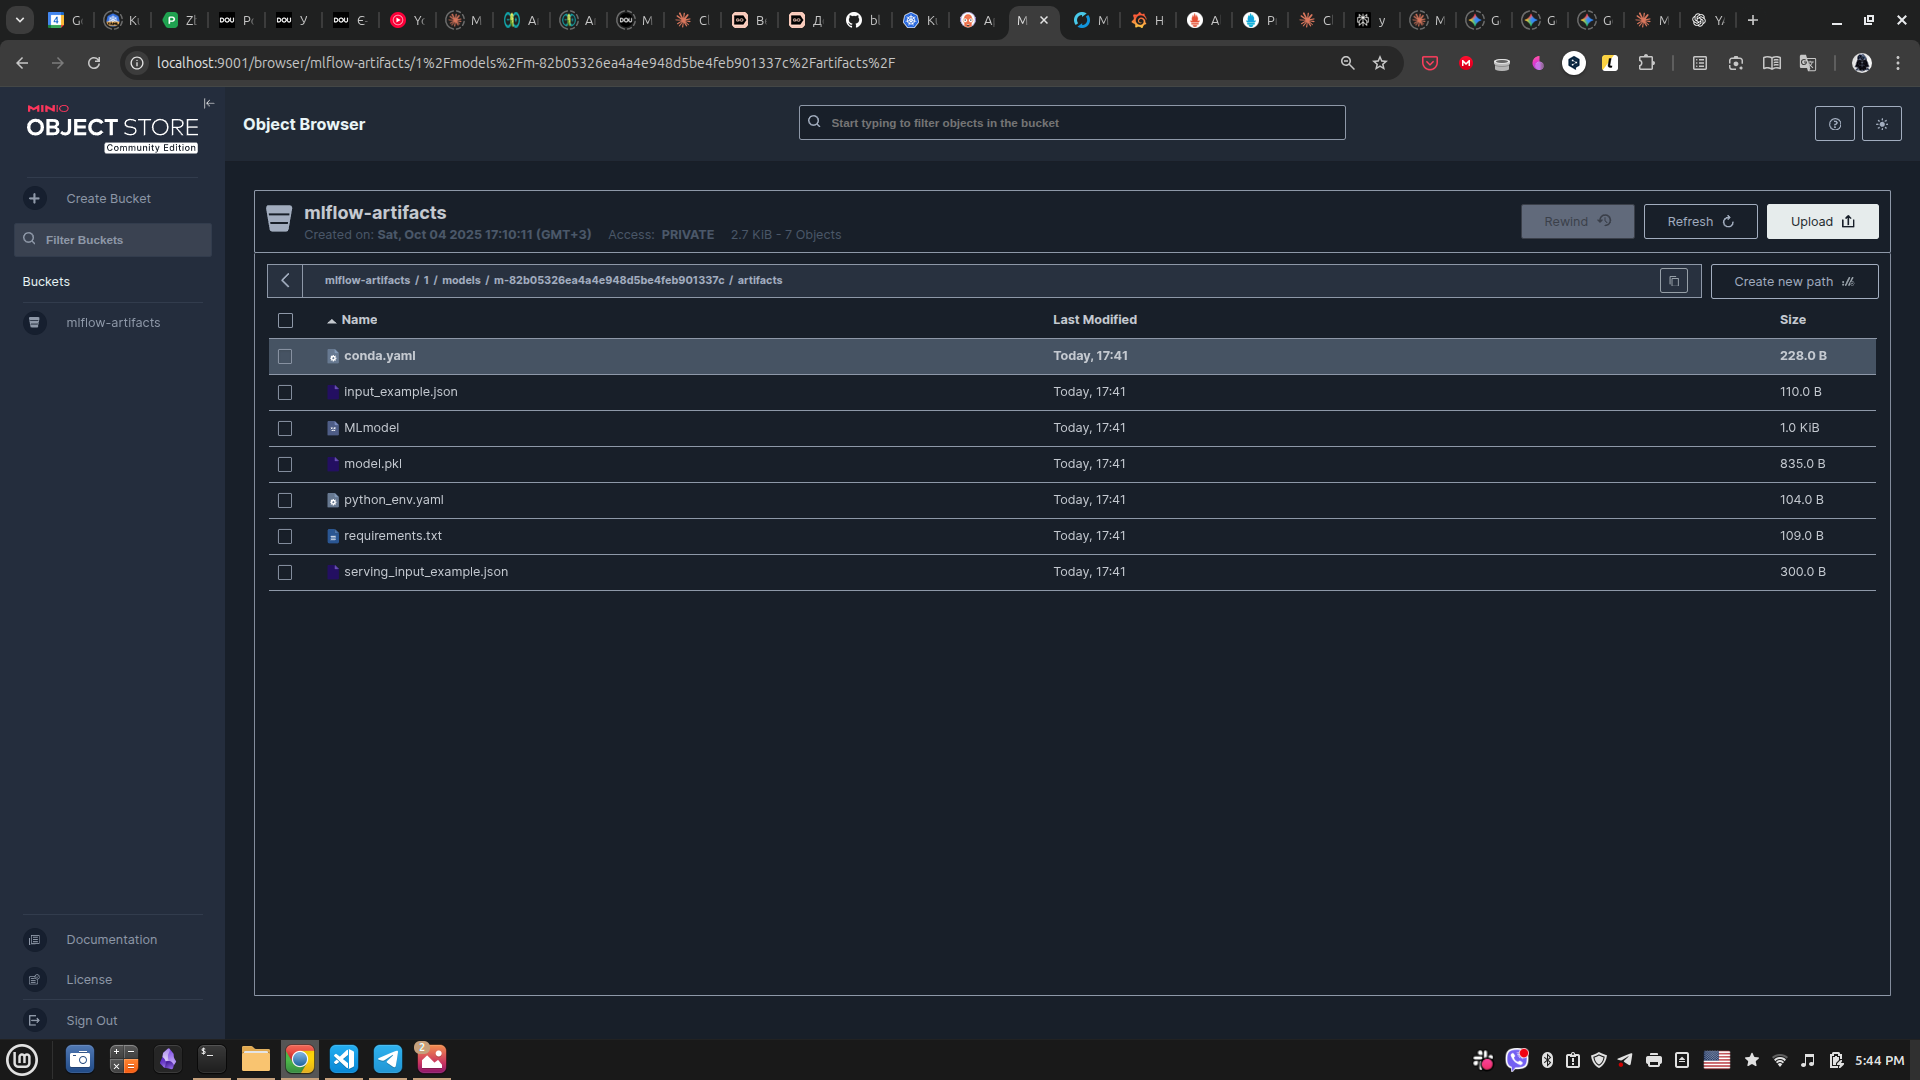 localhost:9001/browser/mlflow-artifacts/1%2Fmodels%2Fm-82b05326ea4a4e948d5be4feb901337c%2Fartifacts%2F
MINIO
OBJECT STORE
Community Edition
Object Browser
Start typing to filter objects in the bucket
Create Bucket
Filter Buckets
Buckets
mlflow-artifacts
mlflow-artifacts
Created on: Sat, Oct 04 2025 17:10:11 (GMT+3) Access: PRIVATE 2.7 KiB - 7 Objects
Rewind
Refresh
Upload
mlflow-artifacts / 1 / models / m-82b05326ea4a4e948d5be4feb901337c / artifacts
Create new path
Name Last Modified Size
conda.yaml Today, 17:41 228.0 B
input_example.json Today, 17:41 110.0 B
MLmodel Today, 17:41 1.0 KiB
model.pkl Today, 17:41 835.0 B
python_env.yaml Today, 17:41 104.0 B
requirements.txt Today, 17:41 109.0 B
serving_input_example.json Today, 17:41 300.0 B
Documentation
License
Sign Out
5:44 PM